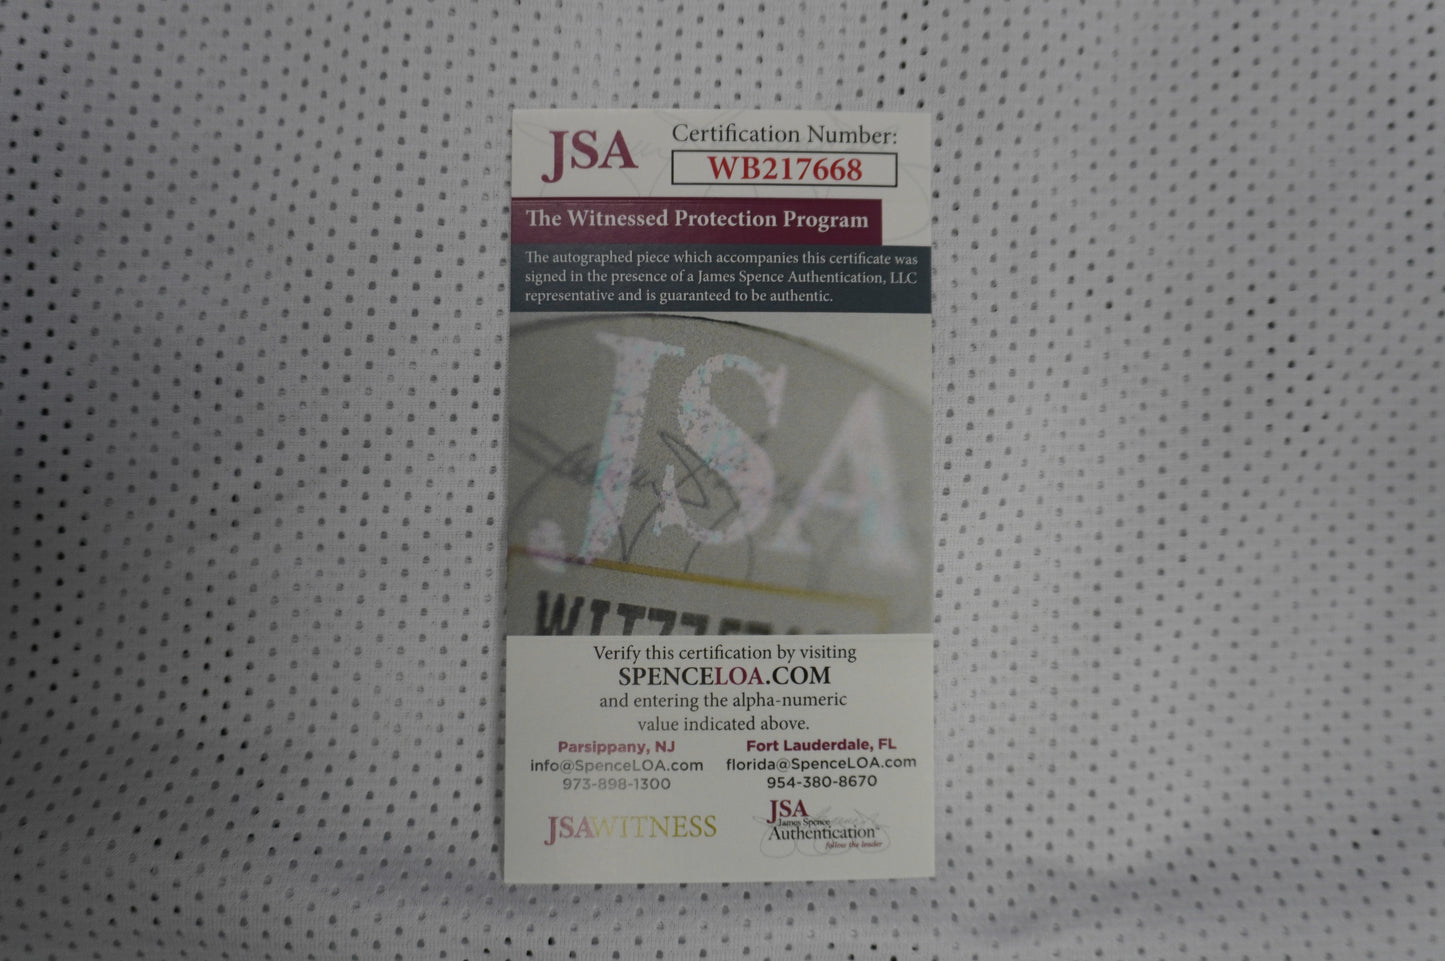 JSA
Certification Number:
WB217668
The Witnessed Protection Program
The autographed piece which accompanies this certificate was
signed in the presence of a James Spence Authentication, LLC
representative and is guaranteed to be authentic.
JSA
Verify this certification by visiting
SPENCELOA.COM
and entering the alpha-numeric
value indicated above.
Parsippany, NJ
info@SpenceLOA.com
973-898-1300
Fort Lauderdale, FL
florida@SpenceLOA.com
954-380-8670
JSAWITNESS
JSA
James Spence
Authentication
follow the leader